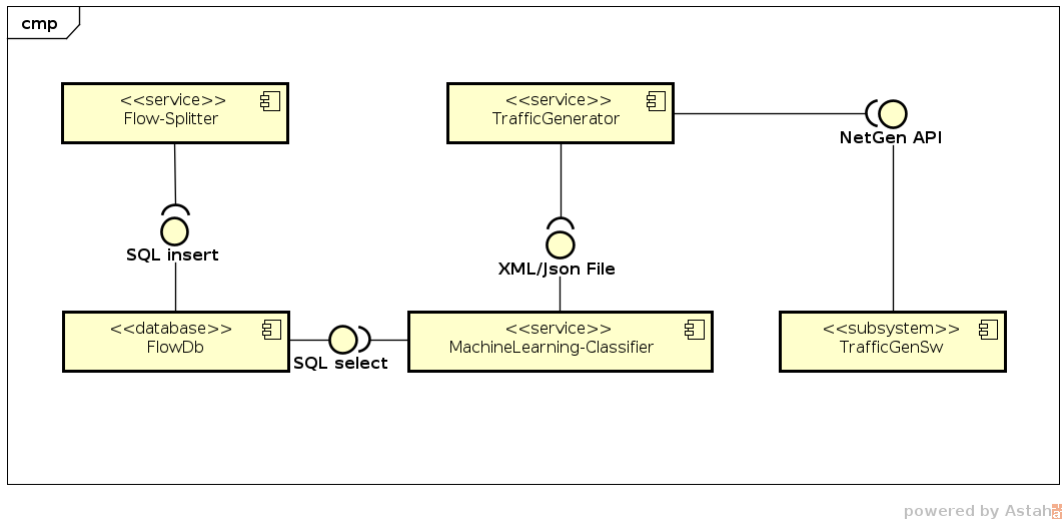 cmp
<<service>>
Flow-Splitter
<<service>>
TrafficGenerator
NetGen API
SQL insert
XML/Json File
<<database>>
FlowDb
SQL select
<<service>>
MachineLearning-Classifier
<<subsystem>>
TrafficGenSw
powered by Astah